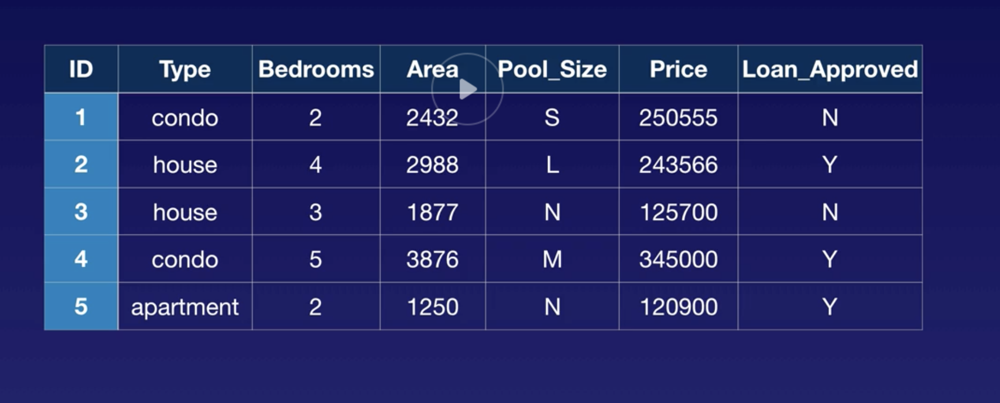 ID Type Bedrooms Area Pool_Size Price Loan_Approved
1 condo 2 2432 S 250555 N
2 house 4 2988 L 243566 Y
3 house 3 1877 N 125700 N
4 condo 5 3876 M 345000 Y
5 apartment 2 1250 N 120900 Y